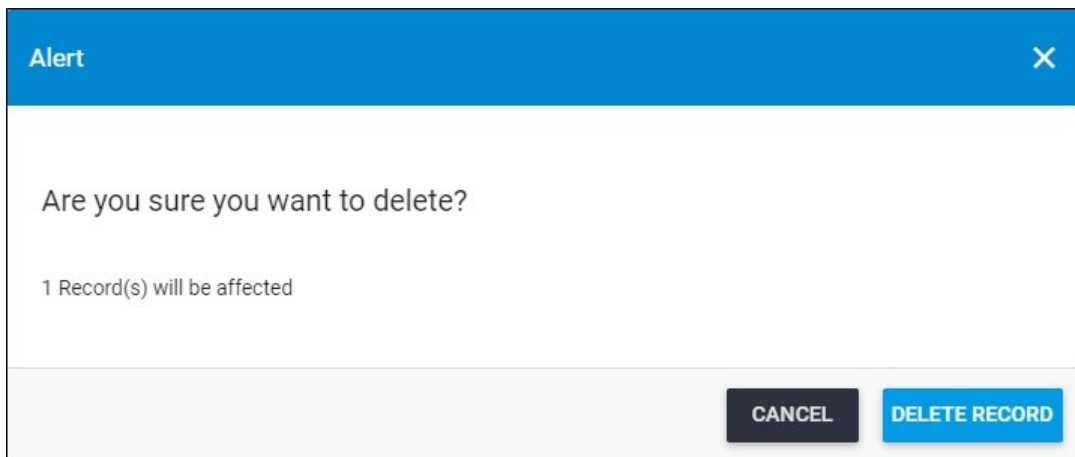 Alert
Are you sure you want to delete?
1 Record(s) will be affected
CANCEL DELETE RECORD